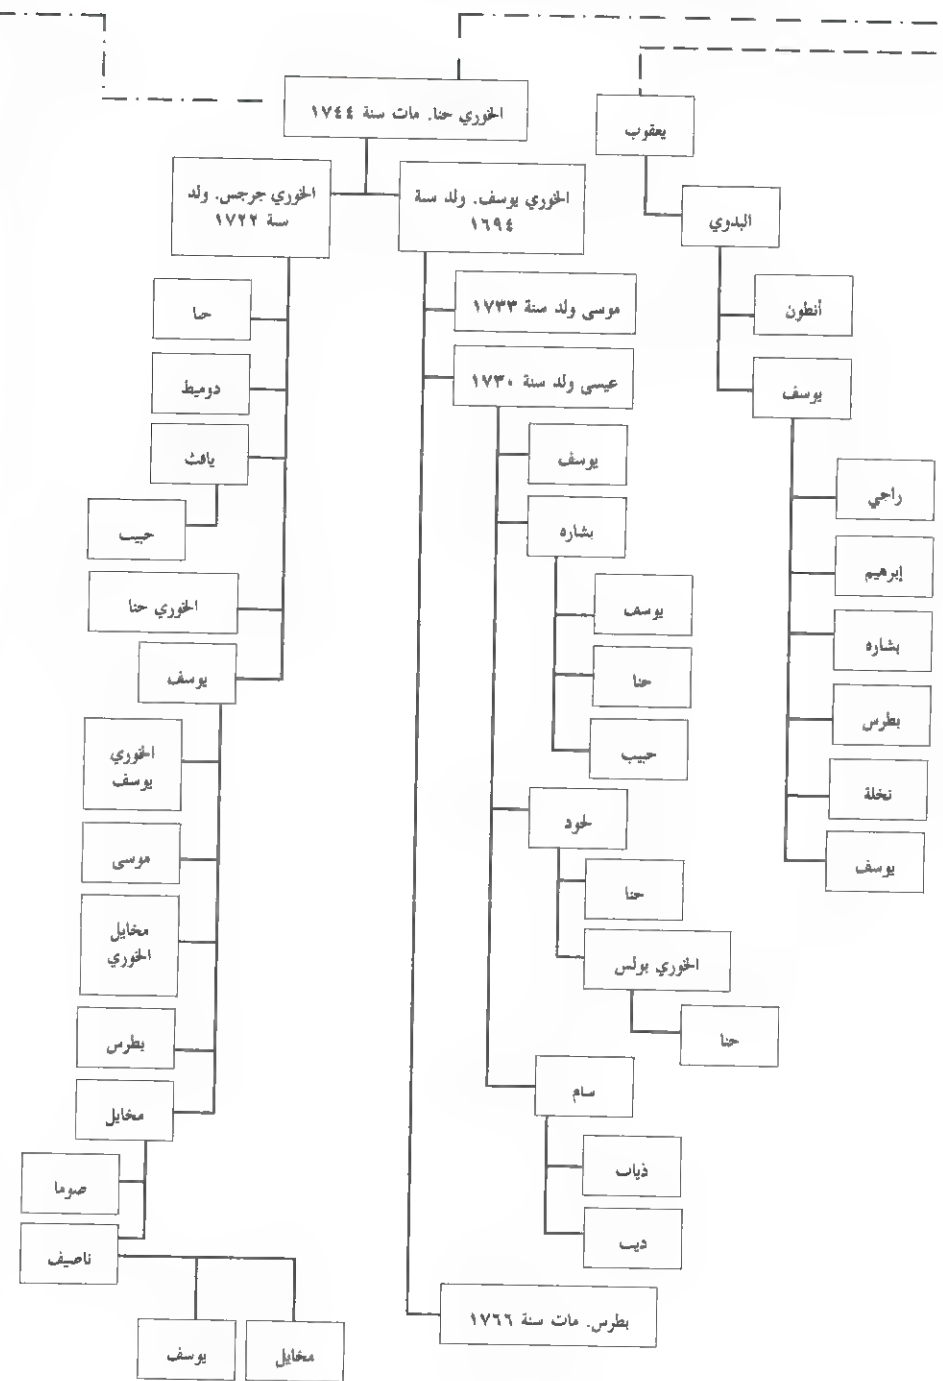 الخوري حنا. مات سنة ١٧٤٤
يعقوب
البدوي
أنطون
يوسف
راجي
إبرهيم
بشاره
بطرس
نخلة
يوسف
الخوري يوسف. ولد سنة
١٦٩٤
موسى ولد سنة ١٧٣٣
عيسى ولد سنة ١٧٣٠
يوسف
بشاره
يوسف
حنا
حبيب
لحود
حنا
الخوري بولس
حنا
سام
ذياب
ديب
بطرس. مات سنة ١٧٦٦
الخوري جرجس. ولد
سنة ١٧٢٢
حنا
دوميط
يافث
حبيب
الخوري حنا
يوسف
الخوري
يوسف
موسى
مخايل
الخوري
بطرس
مخايل
صوما
ناصيف
مخايل
يوسف